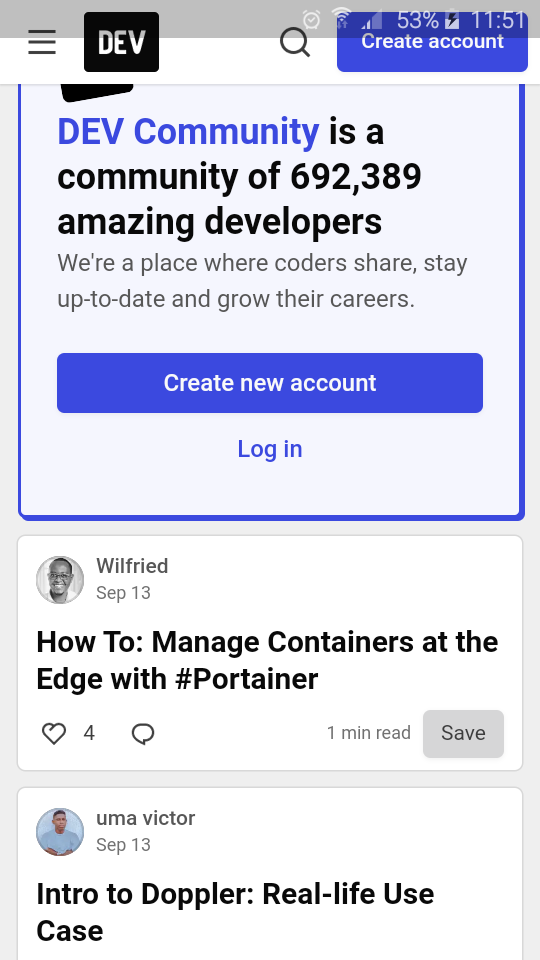 53% 11:51
DEV
Create account
DEV Community is a
community of 692,389
amazing developers
We're a place where coders share, stay
up-to-date and grow their careers.
Create new account
Log in
Wilfried
Sep 13
How To: Manage Containers at the
Edge with #Portainer
4 1 min read Save
uma victor
Sep 13
Intro to Doppler: Real-life Use
Case